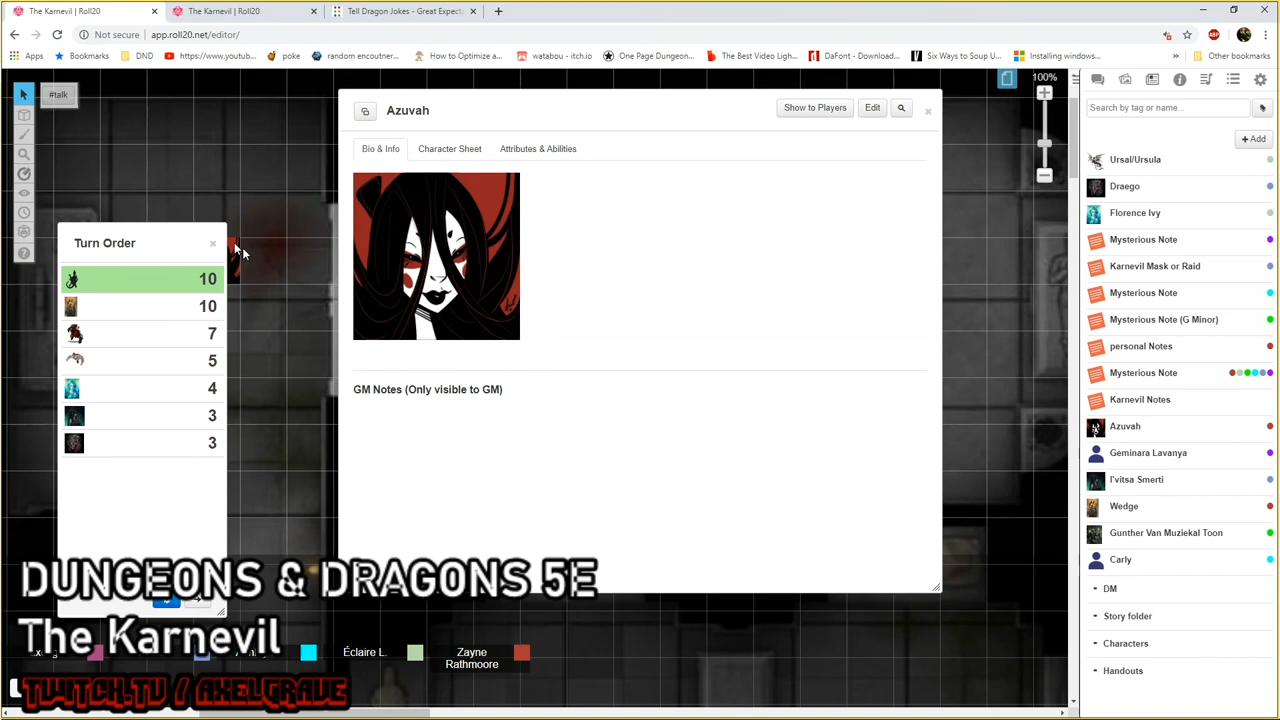 The Karnevil | Roll20
The Karnevil | Roll20
Tell Dragon Jokes - Great Expect
Not secure
app.roll20.net/editor/
Apps
Bookmarks
DND
https://www.youtub...
poke
random encoutner...
How to Optimize a...
watabou - itch.io
One Page Dungeon...
The Best Video Ligh...
DaFont - Download...
Six Ways to Soup U...
Installing windows...
Other bookmarks
#talk
100%
Azuvah
Show to Players
Edit
Bio & Info
Character Sheet
Attributes & Abilities
GM Notes (Only visible to GM)
Turn Order
10
10
7
5
4
3
3
Search by tag or name...
+ Add
Ursal/Ursula
Draego
Florence Ivy
Mysterious Note
Karnevil Mask or Raid
Mysterious Note
Mysterious Note (G Minor)
personal Notes
Mysterious Note
Karnevil Notes
Azuvah
Geminara Lavanya
I'vitsa Smerti
Wedge
Gunther Van Muziekal Toon
Carly
DM
Story folder
Characters
Handouts
DUNGEONS & DRAGONS 5E
The Karnevil
TWITCH.TV / AXELGRAVE
Éclaire L.
Zayne
Rathmoore